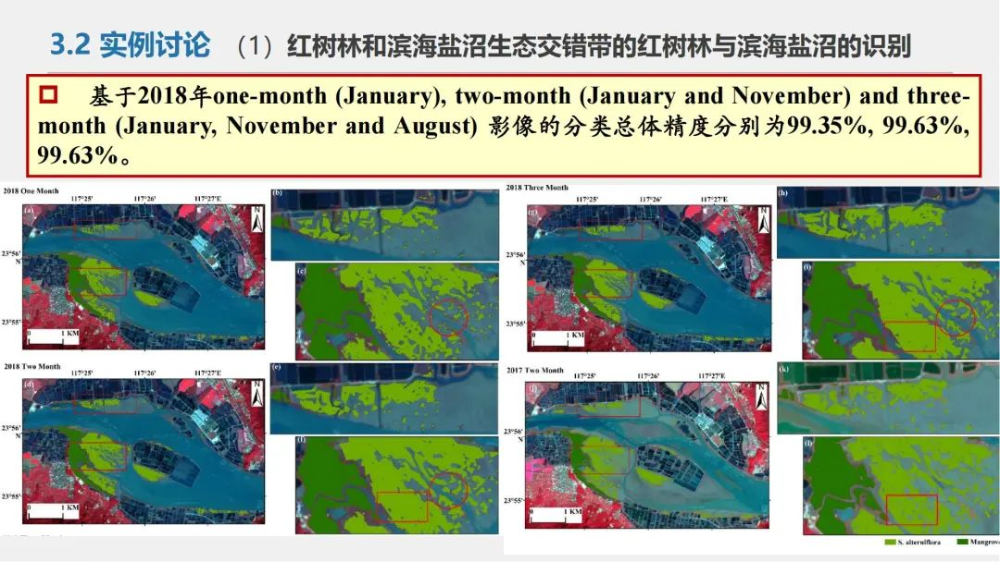 3.2 实例讨论 （1）红树林和滨海盐沼生态交错带的红树林与滨海盐沼的识别
基于2018年one-month (January), two-month (January and November) and three-
month (January, November and August) 影像的分类总体精度分别为99.35%, 99.63%,
99.63%。
2018 One Month
117°25′ 117°26′ 117°27′E
(a)
N
23°56′
N
23°55′
0 1 KM
(b)
(c)
2018 Three Month
117°25′ 117°26′ 117°27′E
(g)
N
23°56′
N
23°55′
0 1 KM
(h)
(i)
2018 Two Month
117°25′ 117°26′ 117°27′E
(d)
N
23°56′
N
23°55′
0 1 KM
(e)
(f)
2017 Two Month
117°25′ 117°26′ 117°27′E
(j)
N
23°56′
N
23°55′
0 1 KM
(k)
(l)
S. alterniflora Mangrove